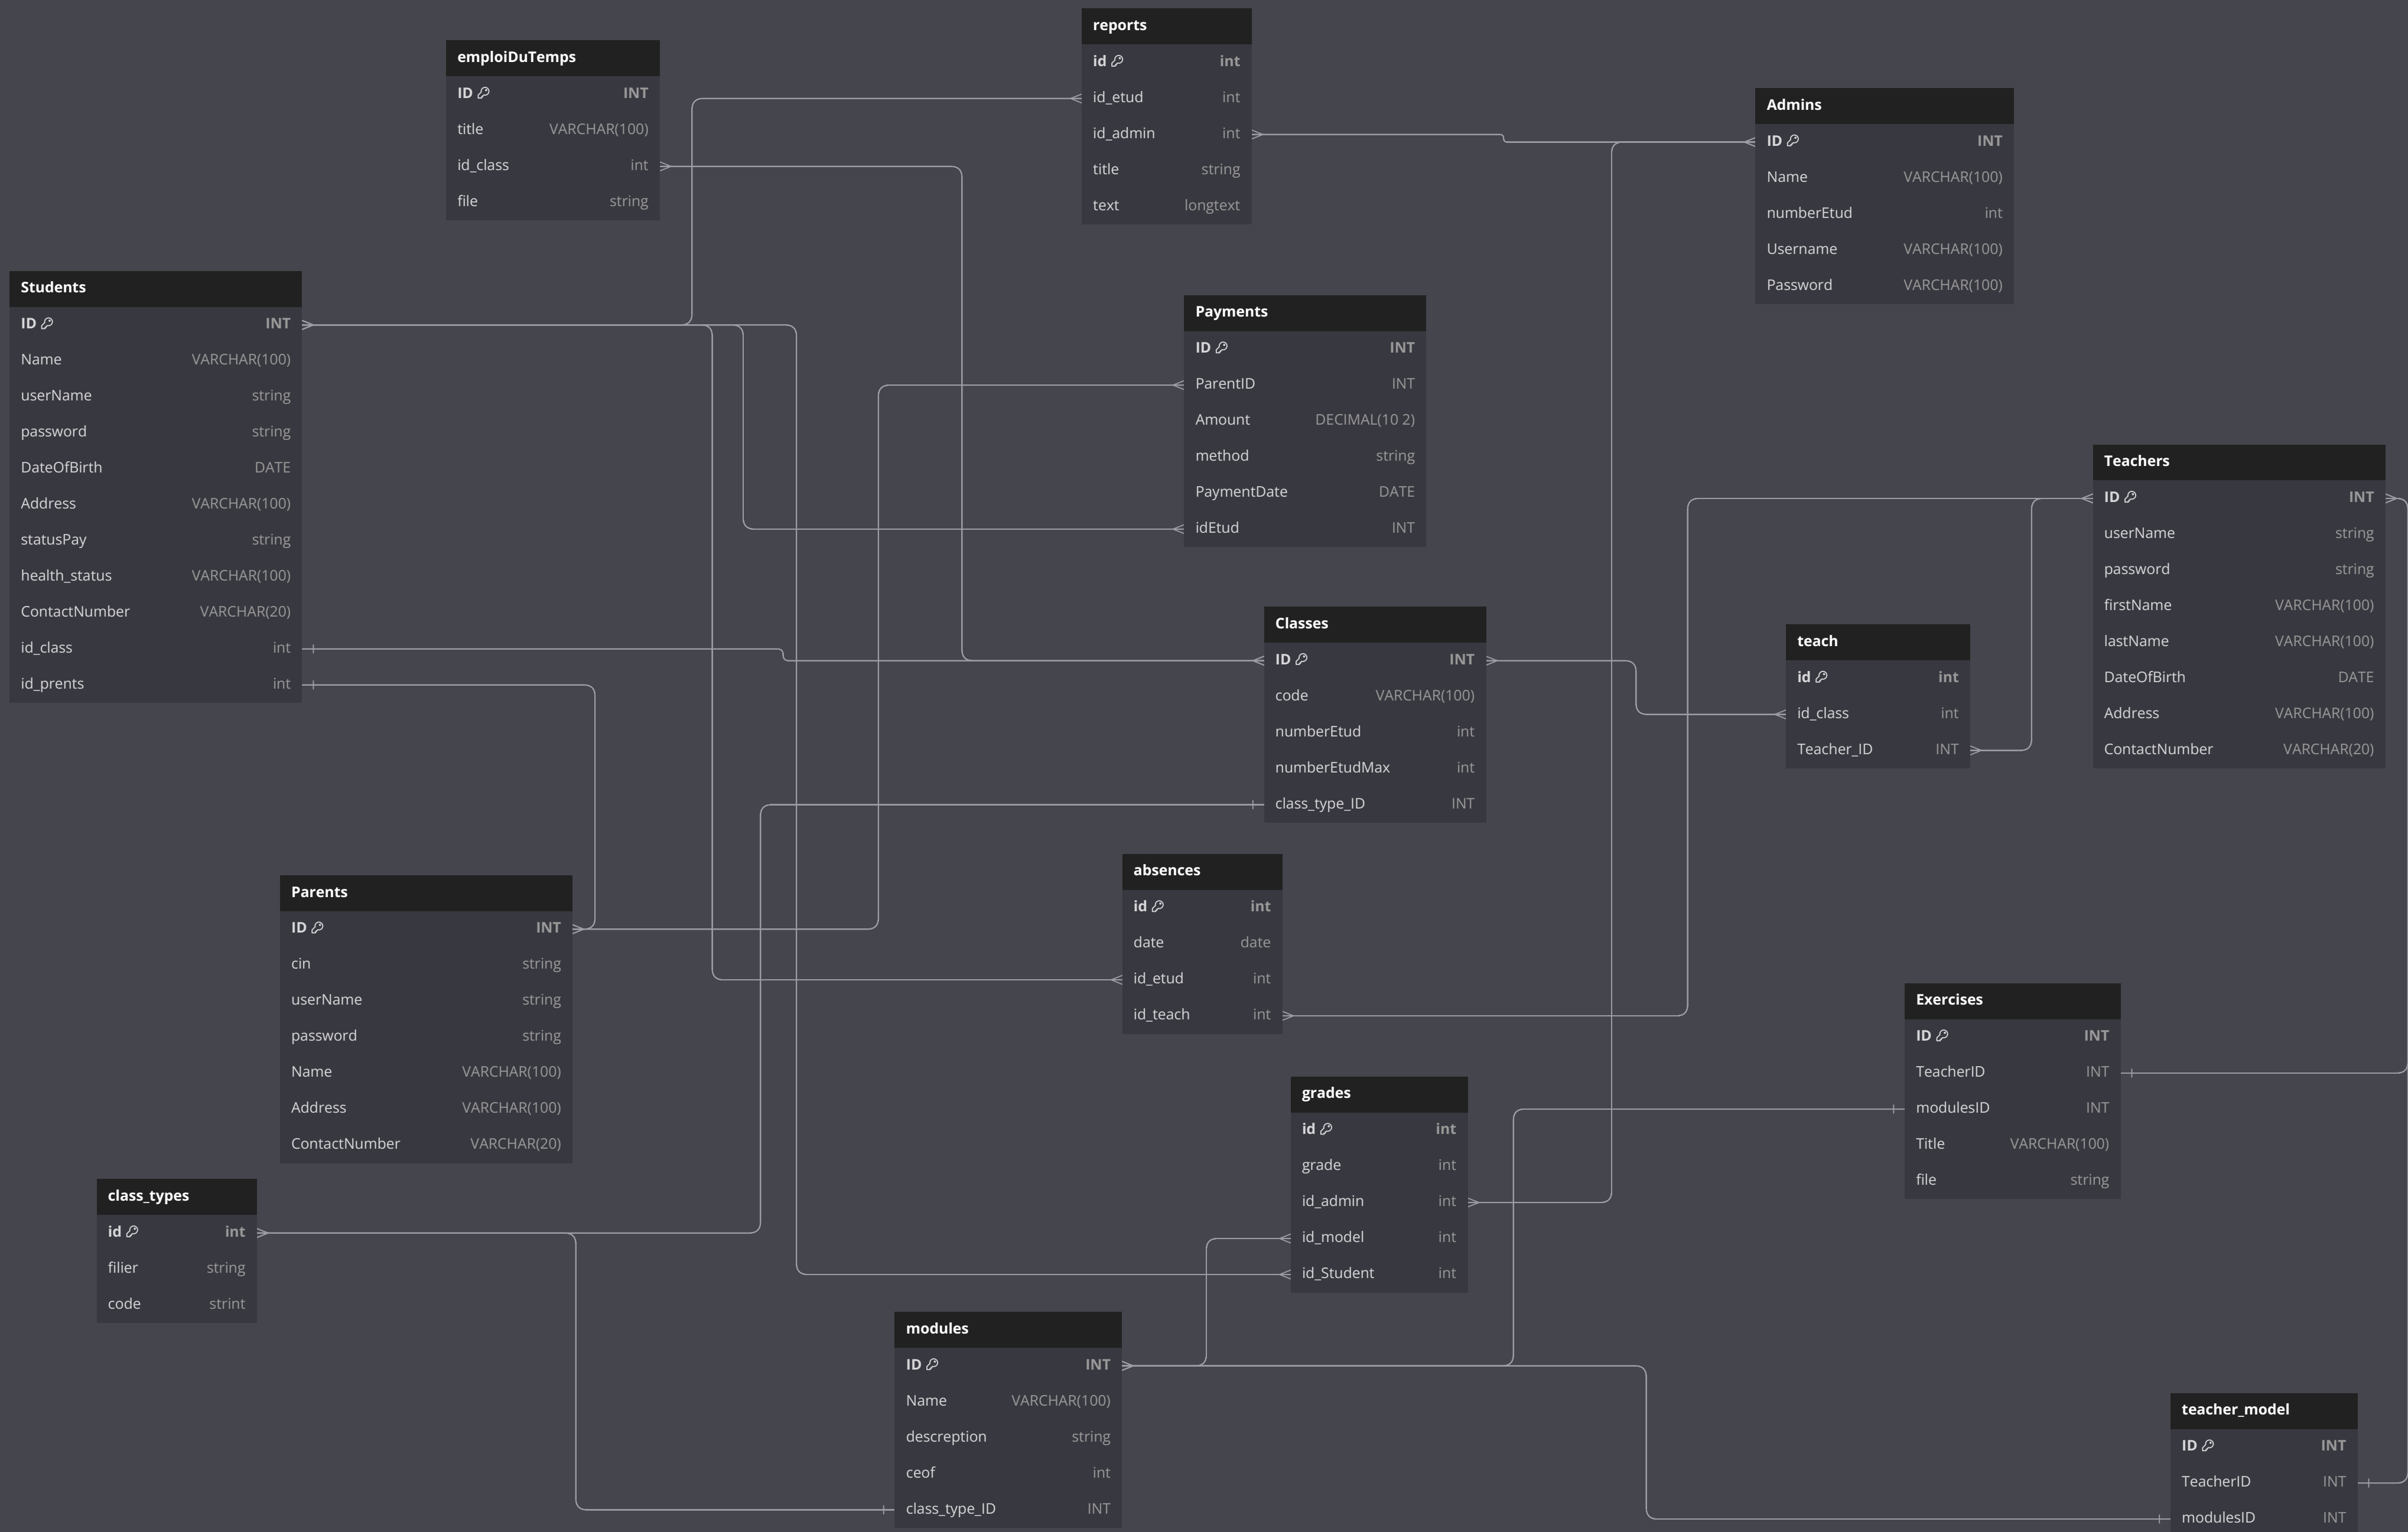 reports
id int
id_etud int
id_admin int
title string
text longtext
emploiDuTemps
ID INT
title VARCHAR(100)
id_class int
file string
Admins
ID INT
Name VARCHAR(100)
numberEtud int
Username VARCHAR(100)
Password VARCHAR(100)
Students
ID INT
Name VARCHAR(100)
userName string
password string
DateOfBirth DATE
Address VARCHAR(100)
statusPay string
health_status VARCHAR(100)
ContactNumber VARCHAR(20)
id_class int
id_prents int
Payments
ID INT
ParentID INT
Amount DECIMAL(10 2)
method string
PaymentDate DATE
idEtud INT
Teachers
ID INT
userName string
password string
firstName VARCHAR(100)
lastName VARCHAR(100)
DateOfBirth DATE
Address VARCHAR(100)
ContactNumber VARCHAR(20)
Classes
ID INT
code VARCHAR(100)
numberEtud int
numberEtudMax int
class_type_ID INT
teach
id int
id_class int
Teacher_ID INT
absences
id int
date date
id_etud int
id_teach int
Parents
ID INT
cin string
userName string
password string
Name VARCHAR(100)
Address VARCHAR(100)
ContactNumber VARCHAR(20)
Exercises
ID INT
TeacherID INT
modulesID INT
Title VARCHAR(100)
file string
grades
id int
grade int
id_admin int
id_model int
id_Student int
class_types
id int
filier string
code strint
modules
ID INT
Name VARCHAR(100)
descreption string
ceof int
class_type_ID INT
teacher_model
ID INT
TeacherID INT
modulesID INT